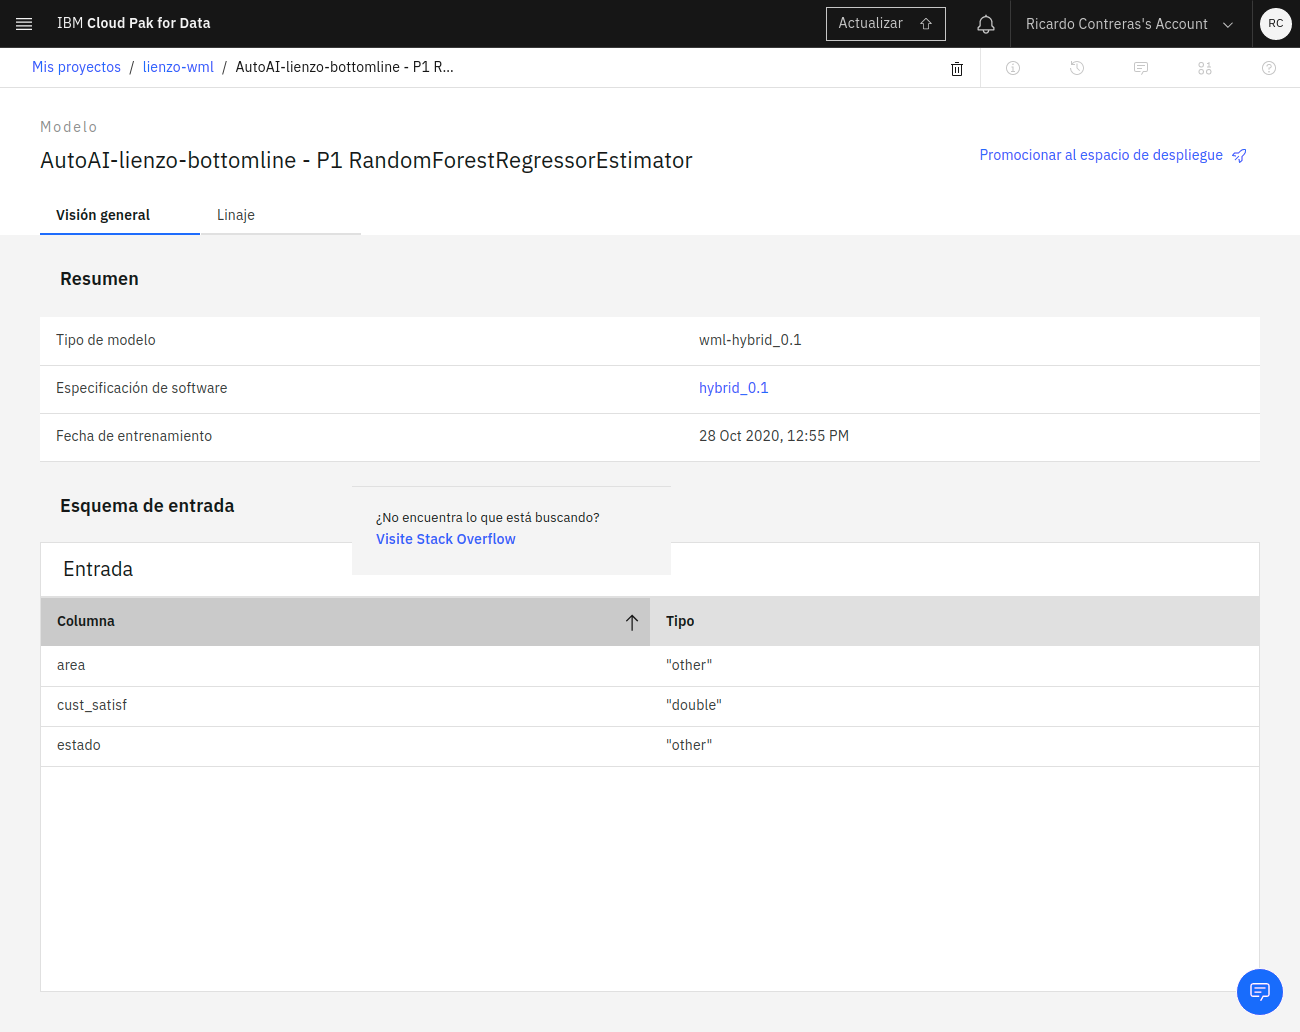 IBM Cloud Pak for Data
Actualizar
Ricardo Contreras's Account
RC
Mis proyectos / lienzo-wml / AutoAI-lienzo-bottomline - P1 R...
Modelo
AutoAI-lienzo-bottomline - P1 RandomForestRegressorEstimator
Promocionar al espacio de despliegue
Visión general
Linaje
Resumen
Tipo de modelo wml-hybrid_0.1
Especificación de software hybrid_0.1
Fecha de entrenamiento 28 Oct 2020, 12:55 PM
Esquema de entrada
¿No encuentra lo que está buscando?
Visite Stack Overflow
Entrada
Columna Tipo
area "other"
cust_satisf "double"
estado "other"